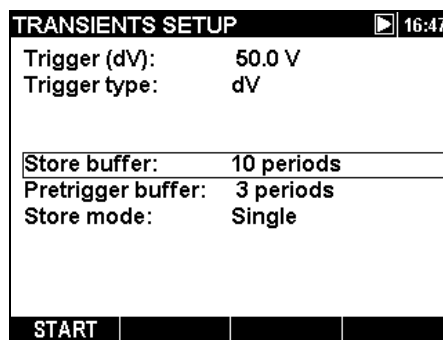 TRANSIENTS SETUP 16:47
Trigger (dV): 50.0 V
Trigger type: dV
Store buffer: 10 periods
Pretrigger buffer: 3 periods
Store mode: Single
START